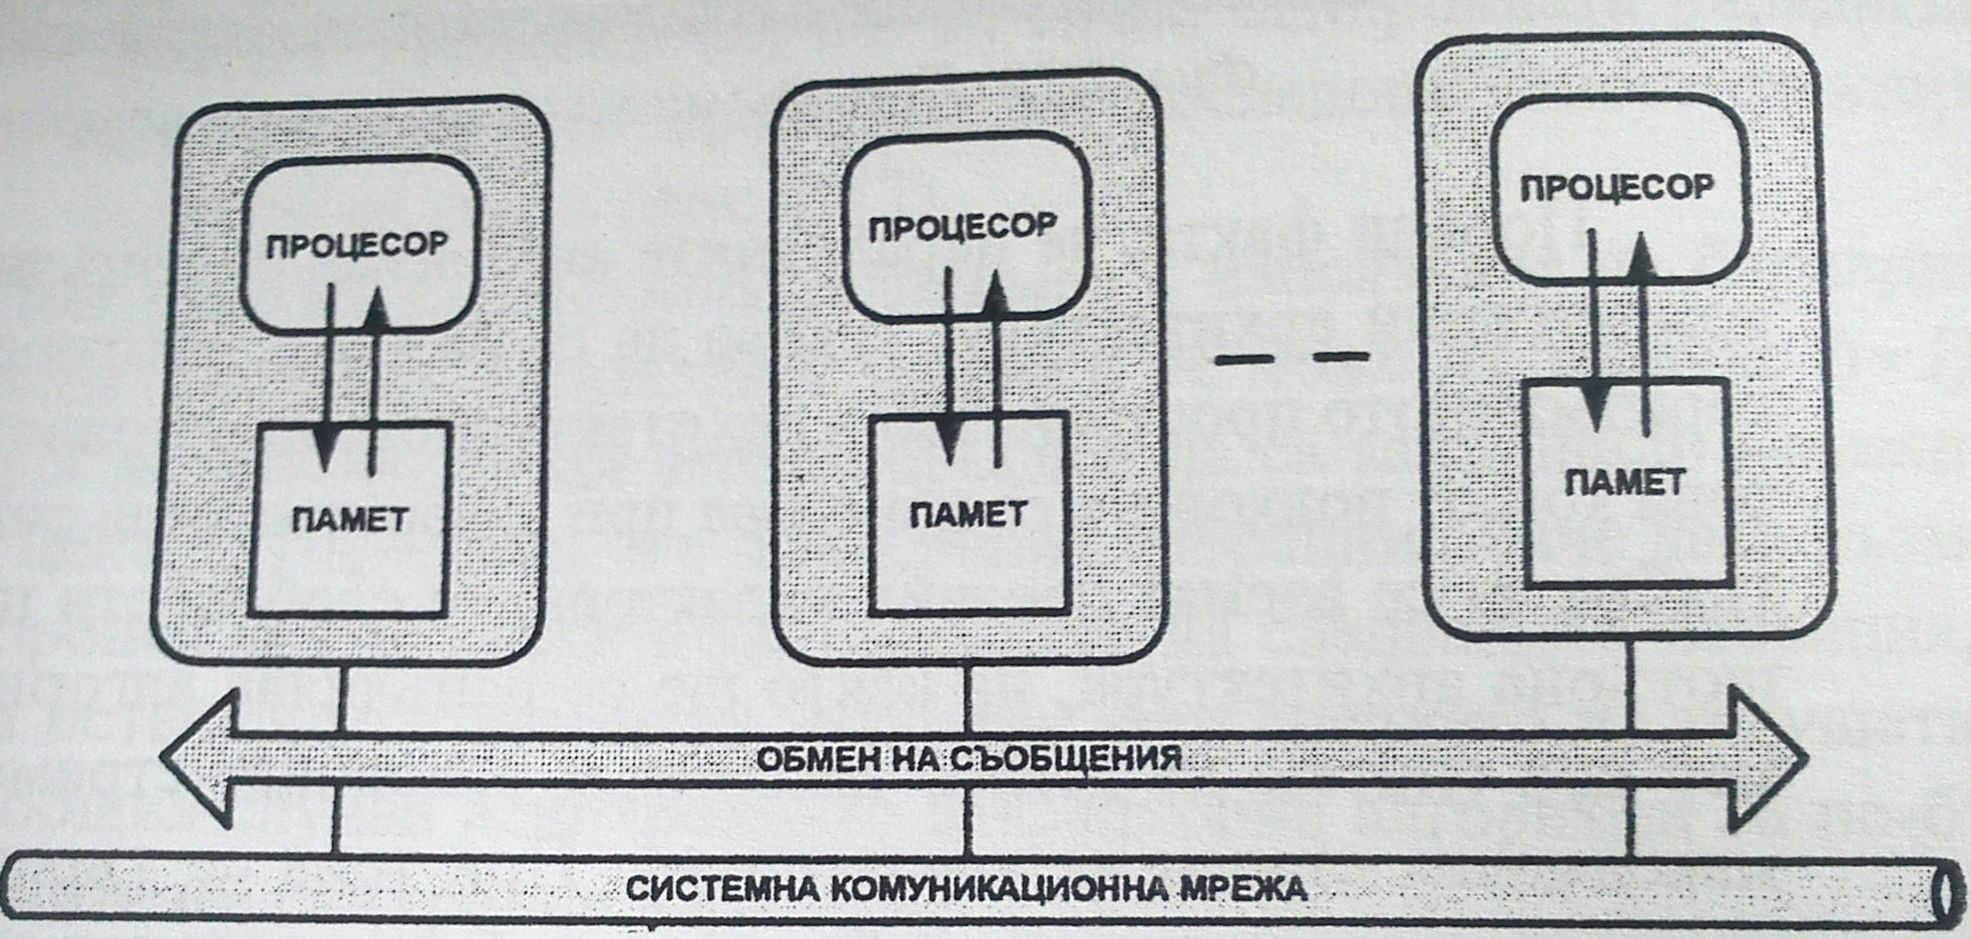 ПРОЦЕСОР
ПАМЕТ
ПРОЦЕСОР
ПАМЕТ
ПРОЦЕСОР
ПАМЕТ
ОБМЕН НА СЪОБЩЕНИЯ
СИСТЕМНА КОМУНИКАЦИОННА МРЕЖА